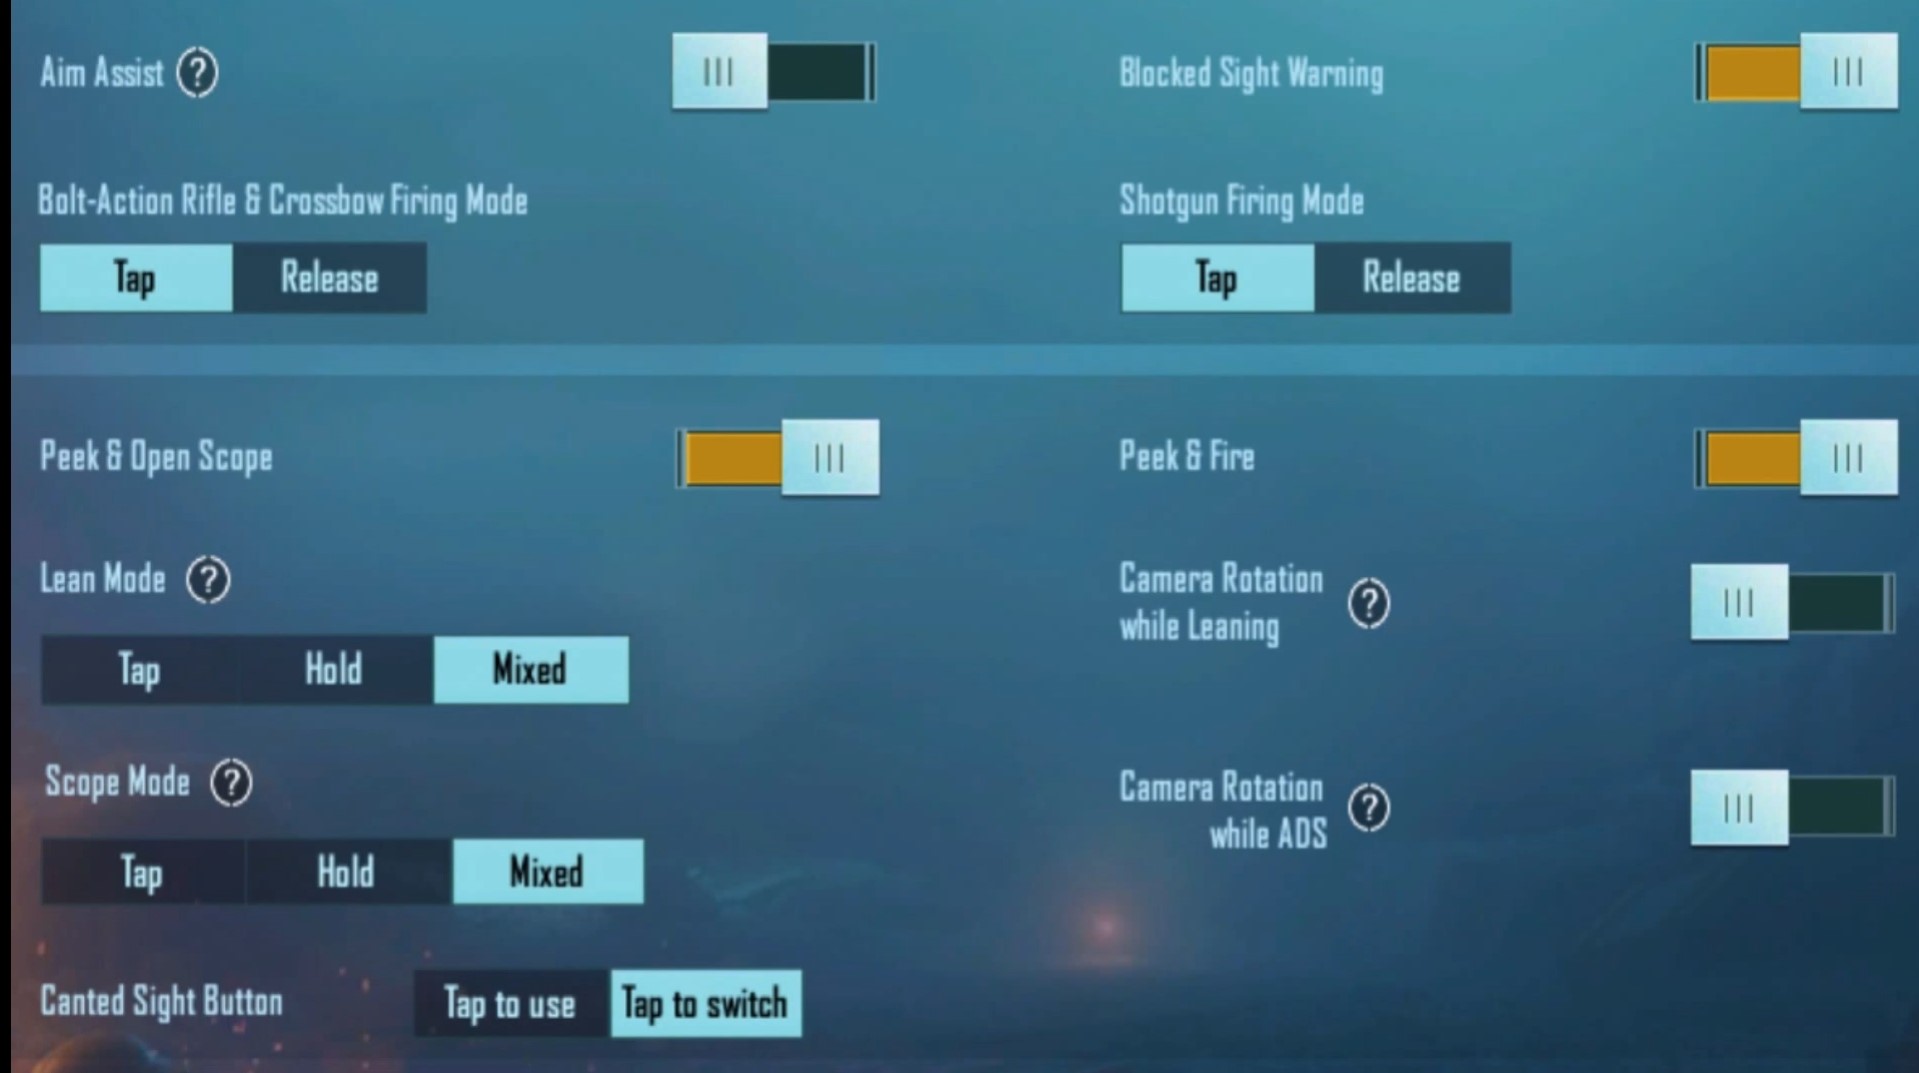 Aim Assist ?
Blocked Sight Warning
Bolt-Action Rifle & Crossbow Firing Mode
Shotgun Firing Mode
Tap Release
Tap Release
Peek & Open Scope
Peek & Fire
Lean Mode ?
Camera Rotation
while Leaning ?
Tap Hold Mixed
Scope Mode ?
Camera Rotation
while ADS ?
Tap Hold Mixed
Canted Sight Button Tap to use Tap to switch